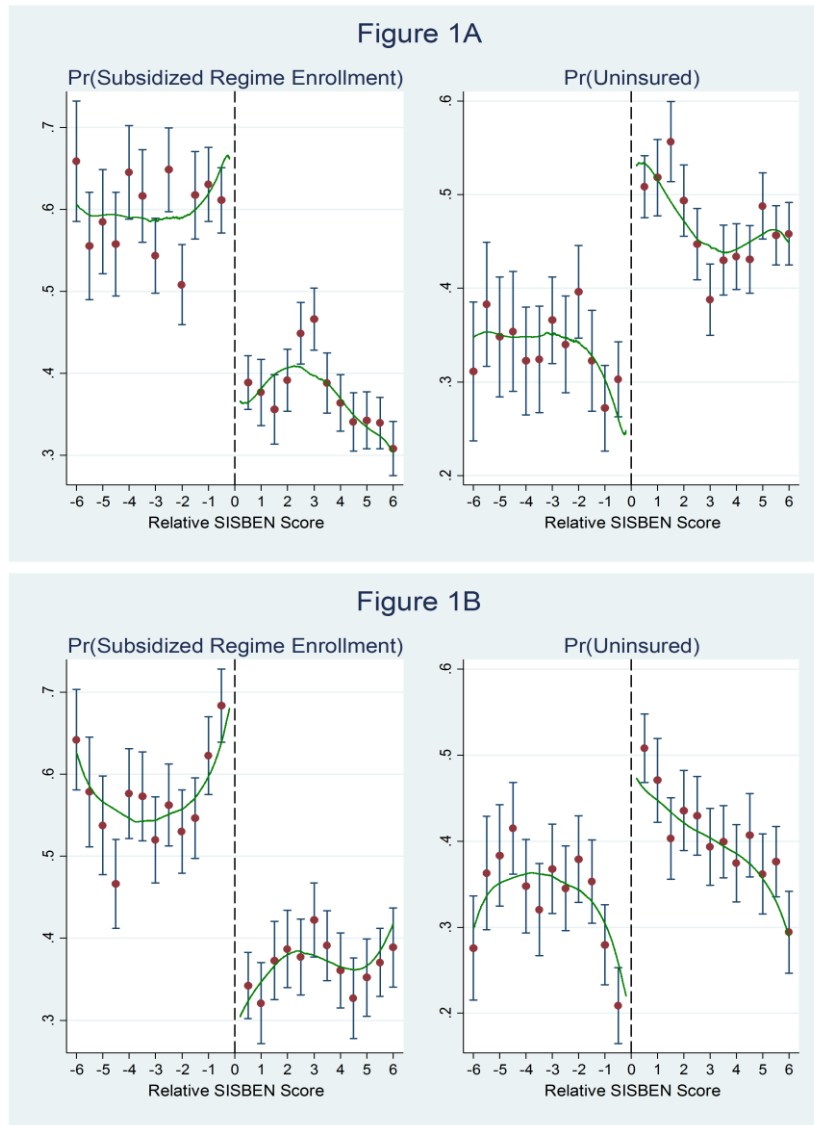 Figure 1A
Pr(Subsidized Regime Enrollment)
.7
.6
.5
.4
.3
-6 -5 -4 -3 -2 -1 0 1 2 3 4 5 6
Relative SISBEN Score
Pr(Uninsured)
.6
.5
.4
.3
.2
-6 -5 -4 -3 -2 -1 0 1 2 3 4 5 6
Relative SISBEN Score
Figure 1B
Pr(Subsidized Regime Enrollment)
.7
.6
.5
.4
.3
-6 -5 -4 -3 -2 -1 0 1 2 3 4 5 6
Relative SISBEN Score
Pr(Uninsured)
.6
.5
.4
.3
.2
-6 -5 -4 -3 -2 -1 0 1 2 3 4 5 6
Relative SISBEN Score